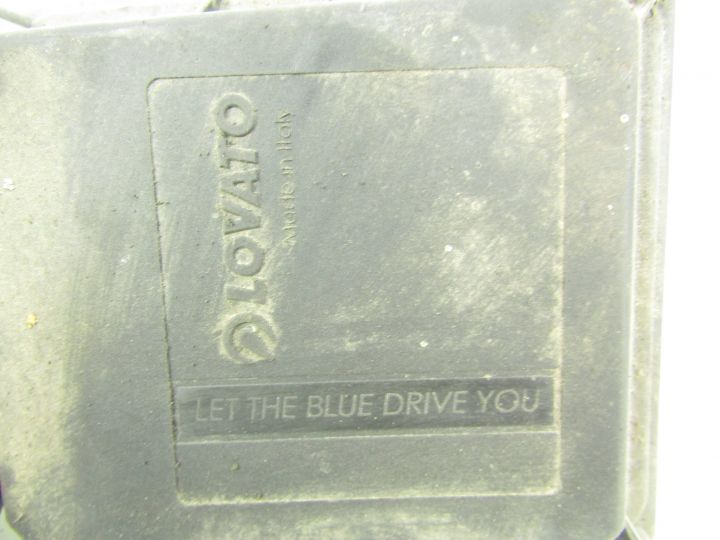 LOVATO
Made in Italy
LET THE BLUE DRIVE YOU